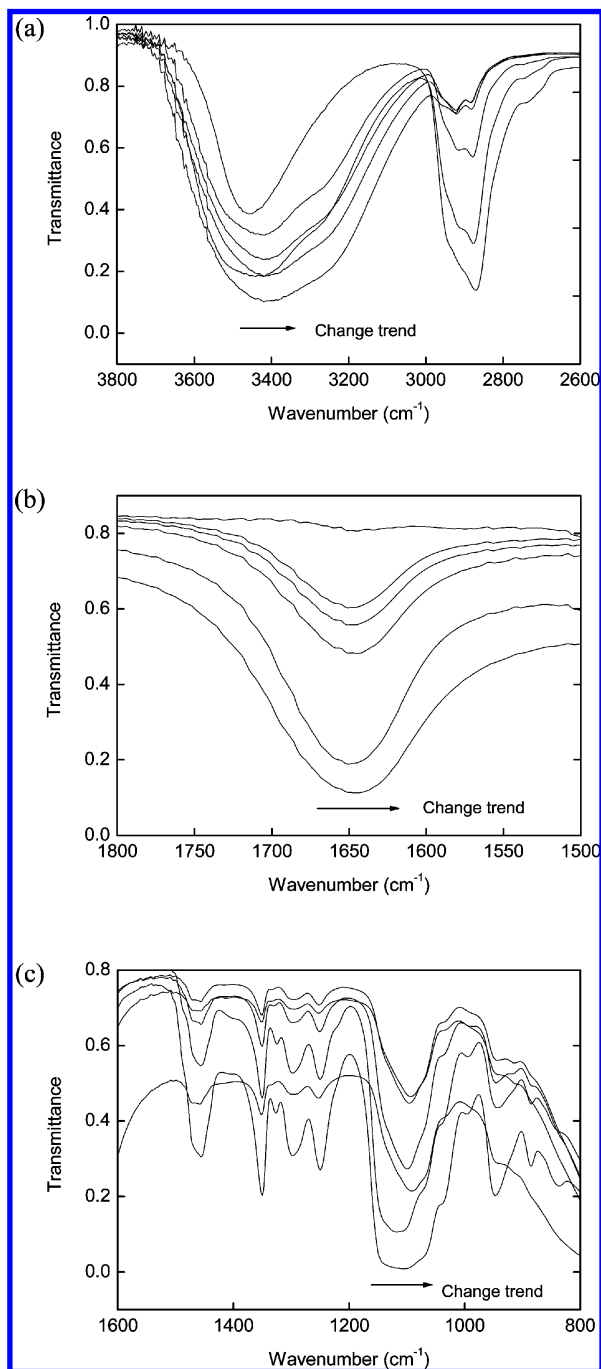 (a)
1.0
0.8
0.6
0.4
0.2
0.0
Transmittance
Change trend
3800 3600 3400 3200 3000 2800 2600
Wavenumber (cm⁻¹)
(b)
0.8
0.6
0.4
0.2
0.0
Transmittance
Change trend
1800 1750 1700 1650 1600 1550 1500
Wavenumber (cm⁻¹)
(c)
0.8
0.6
0.4
0.2
0.0
Transmittance
Change trend
1600 1400 1200 1000 800
Wavenumber (cm⁻¹)